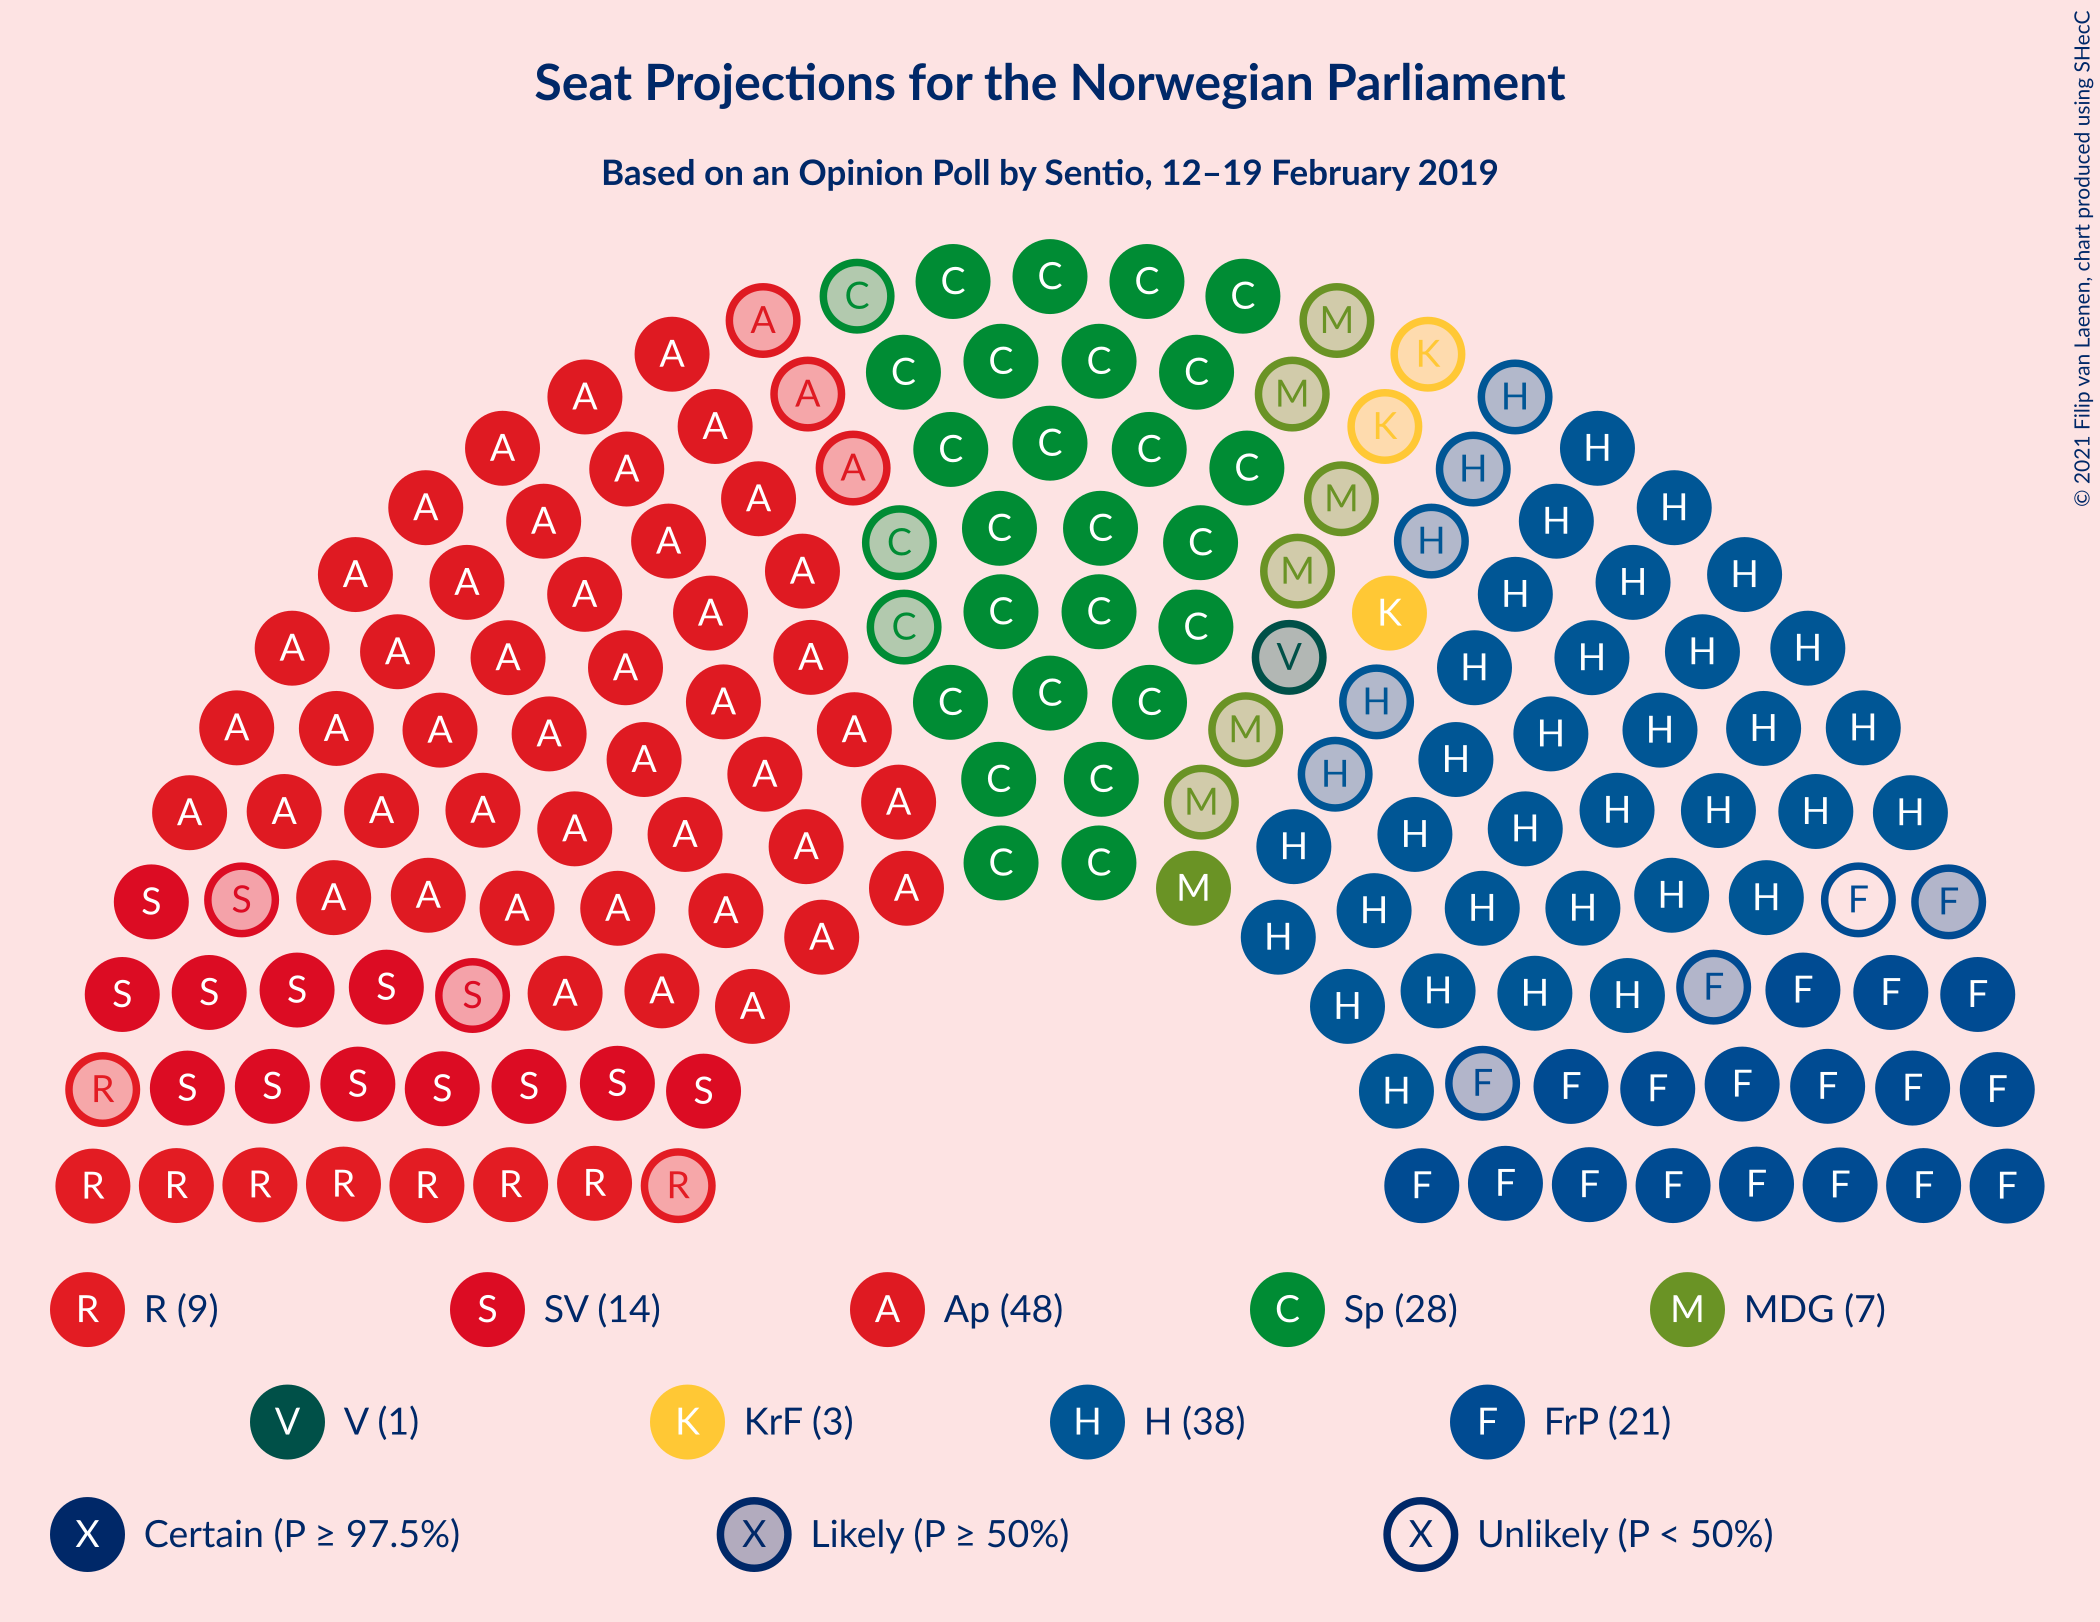 Seat Projections for the Norwegian Parliament
Based on an Opinion Poll by Sentio, 12–19 February 2019
© 2021 Filip van Laenen, chart produced using SHecC
C C C C C
A M
A K
A C C C C H
A A M H
A A C C C C K H
A A A M H H
A A A C C C C M H H H
A A A C C C C V K H H H
A A A A C C C M H H H H
A A A A A C C M H H H H H
A A A A A A A H H H H H H H
S S A A A A A A C C M H H H H H H F F
S S S S S A A A A H H H H H F F F F
R S S S S S S S H F F F F F F F
R R R R R R R R F F F F F F F F
R R (9) S SV (14) A Ap (48) C Sp (28) M MDG (7)
V V (1) K KrF (3) H H (38) F FrP (21)
X Certain (P ≥ 97.5%) X Likely (P ≥ 50%) X Unlikely (P < 50%)